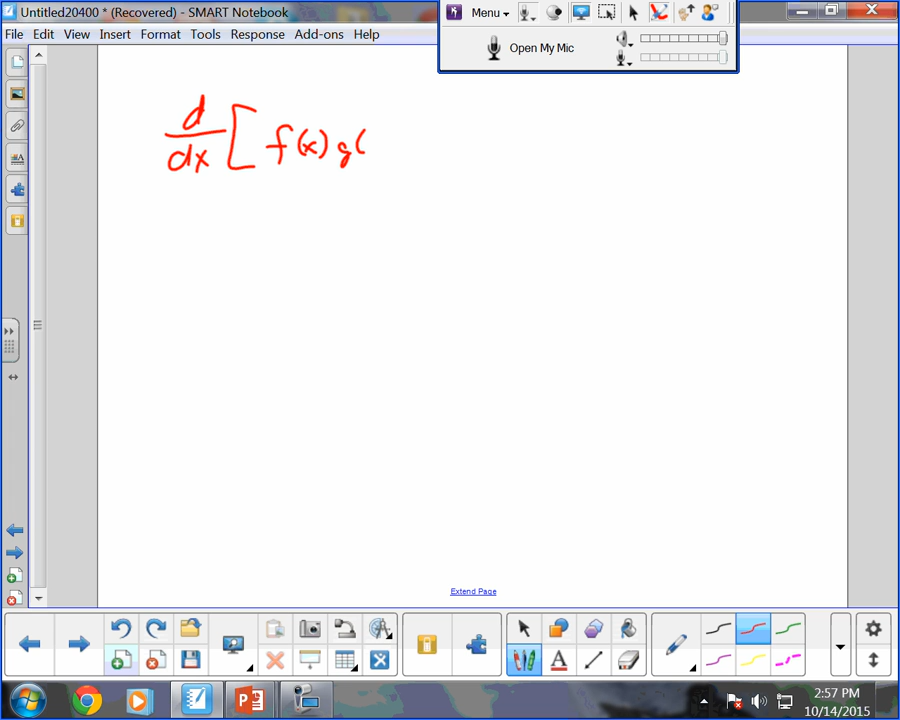 Untitled20400 * (Recovered) - SMART Notebook
Menu
File Edit View Insert Format Tools Response Add-ons Help
Open My Mic
d
dx [ f(x) g(
Extend Page
2:57 PM
10/14/2015